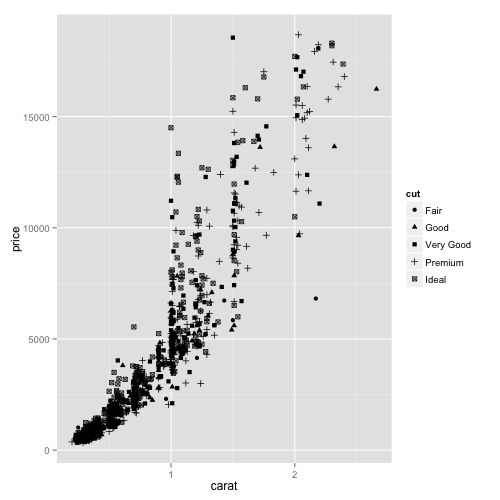 15000
10000
5000
0
price
1
2
carat
cut
Fair
Good
Very Good
Premium
Ideal